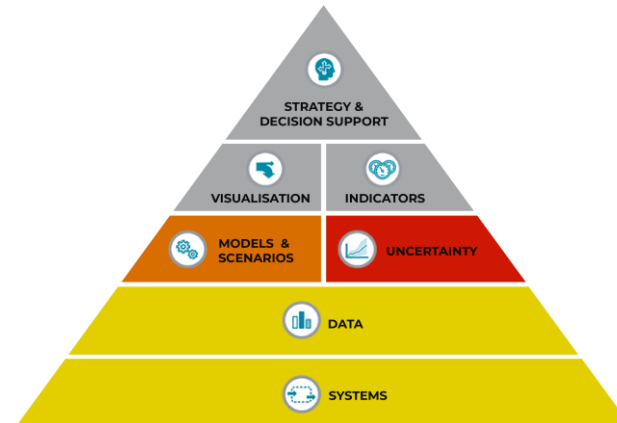 STRATEGY &
DECISION SUPPORT
VISUALISATION
INDICATORS
MODELS &
SCENARIOS
UNCERTAINTY
DATA
SYSTEMS